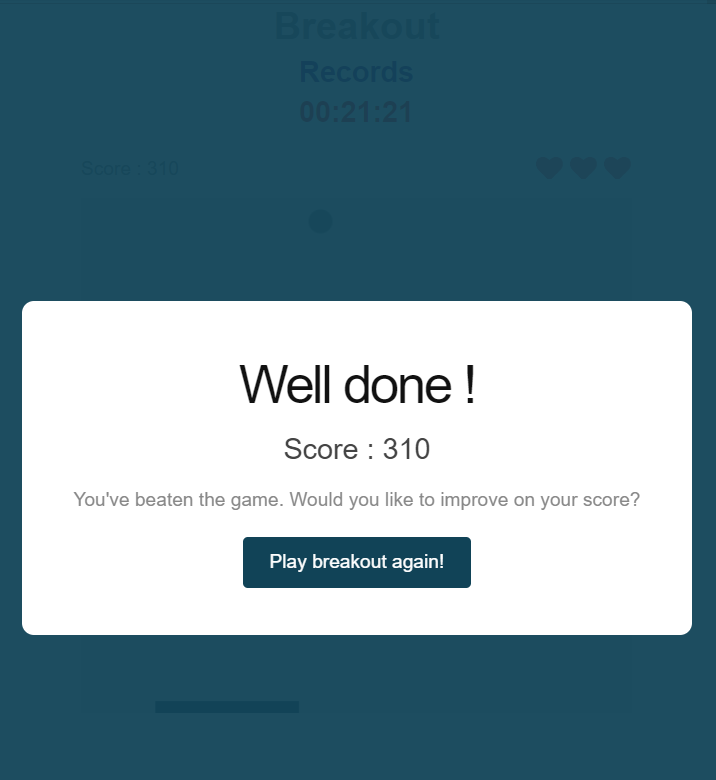 Breakout
Records
00:21:21
Score : 310
Well done !
Score : 310
You've beaten the game. Would you like to improve on your score?
Play breakout again!